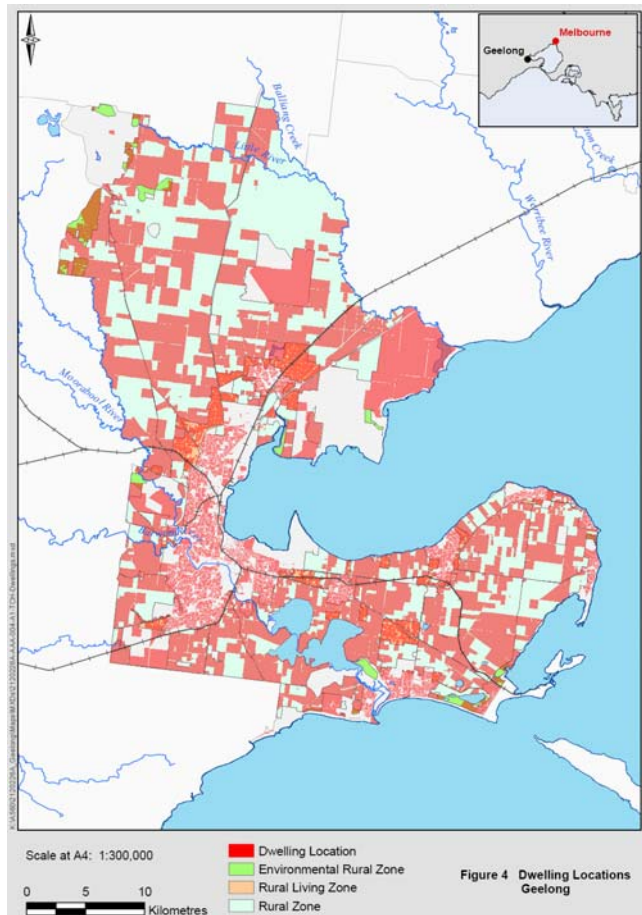 Melbourne
Geelong
Balliang Creek
Little River
Werribee River
Moorabool River
Scale at A4: 1:300,000
0 5 10
Kilometres
Dwelling Location
Environmental Rural Zone
Rural Living Zone
Rural Zone
Figure 4 Dwelling Locations
Geelong